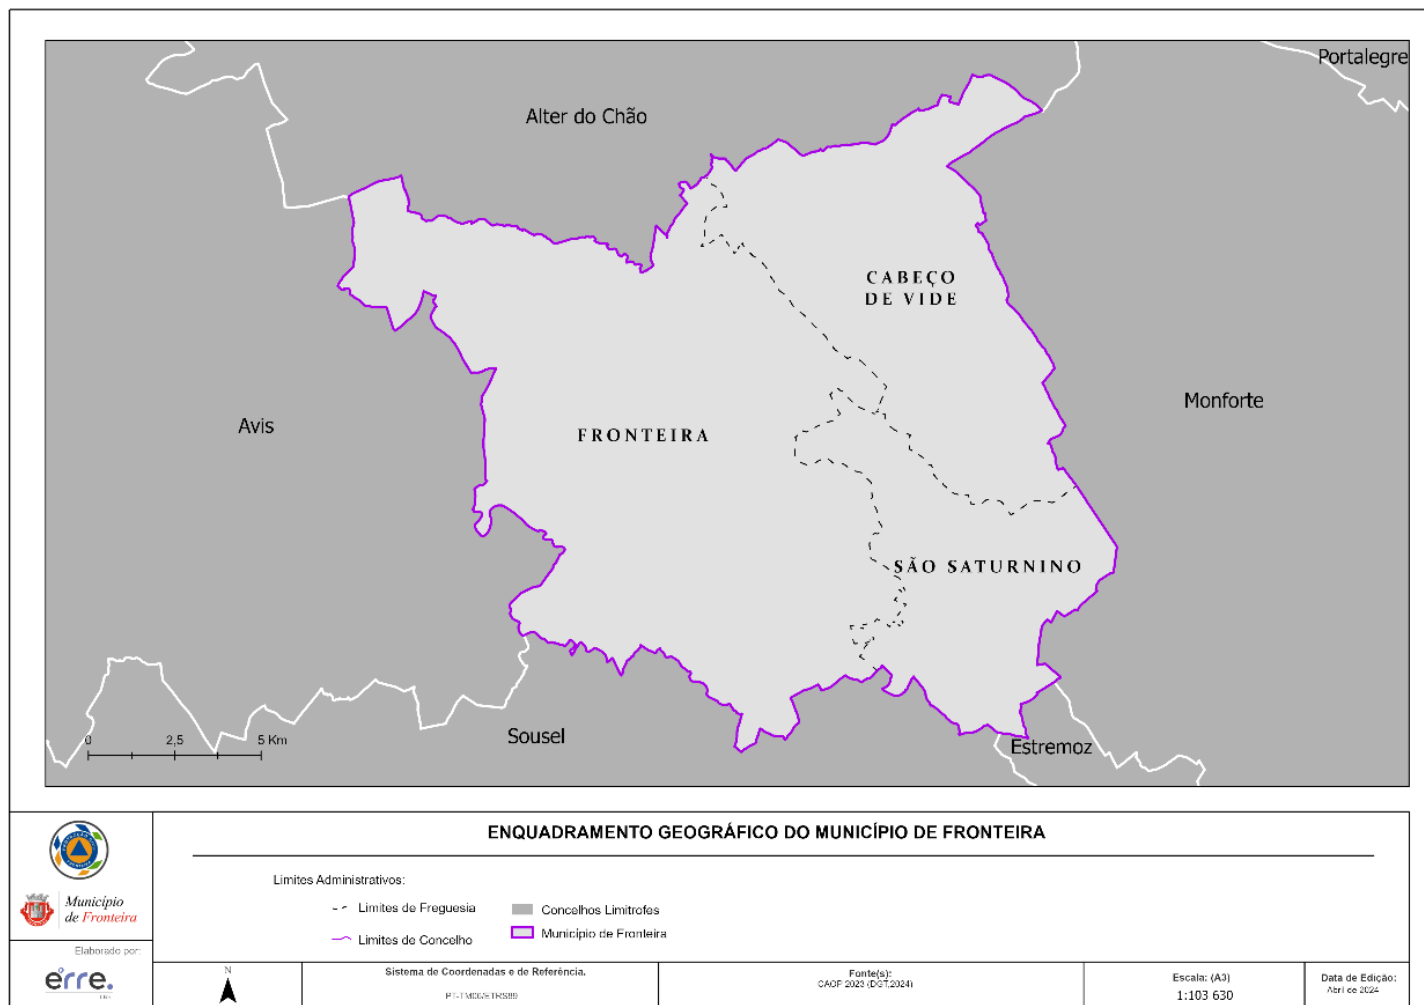 Portalegre
Alter do Chão
CABEÇO
DE VIDE
Monforte
Avis
FRONTEIRA
SÃO SATURNINO
Sousel
Estremoz
0 2,5 5 Km
ENQUADRAMENTO GEOGRÁFICO DO MUNICÍPIO DE FRONTEIRA
Limites Administrativos:
Limites de Freguesia
Concelhos Limítrofes
Limites de Concelho
Município de Fronteira
Município
de Fronteira
Elaborado por:
erre.
N
Sistema de Coordenadas e de Referência.
PT-TM06/ETRS89
Fonte(s):
CAOP 2023 (DGT,2024)
Escala: (A3)
1:103 630
Data de Edição:
Abril de 2024